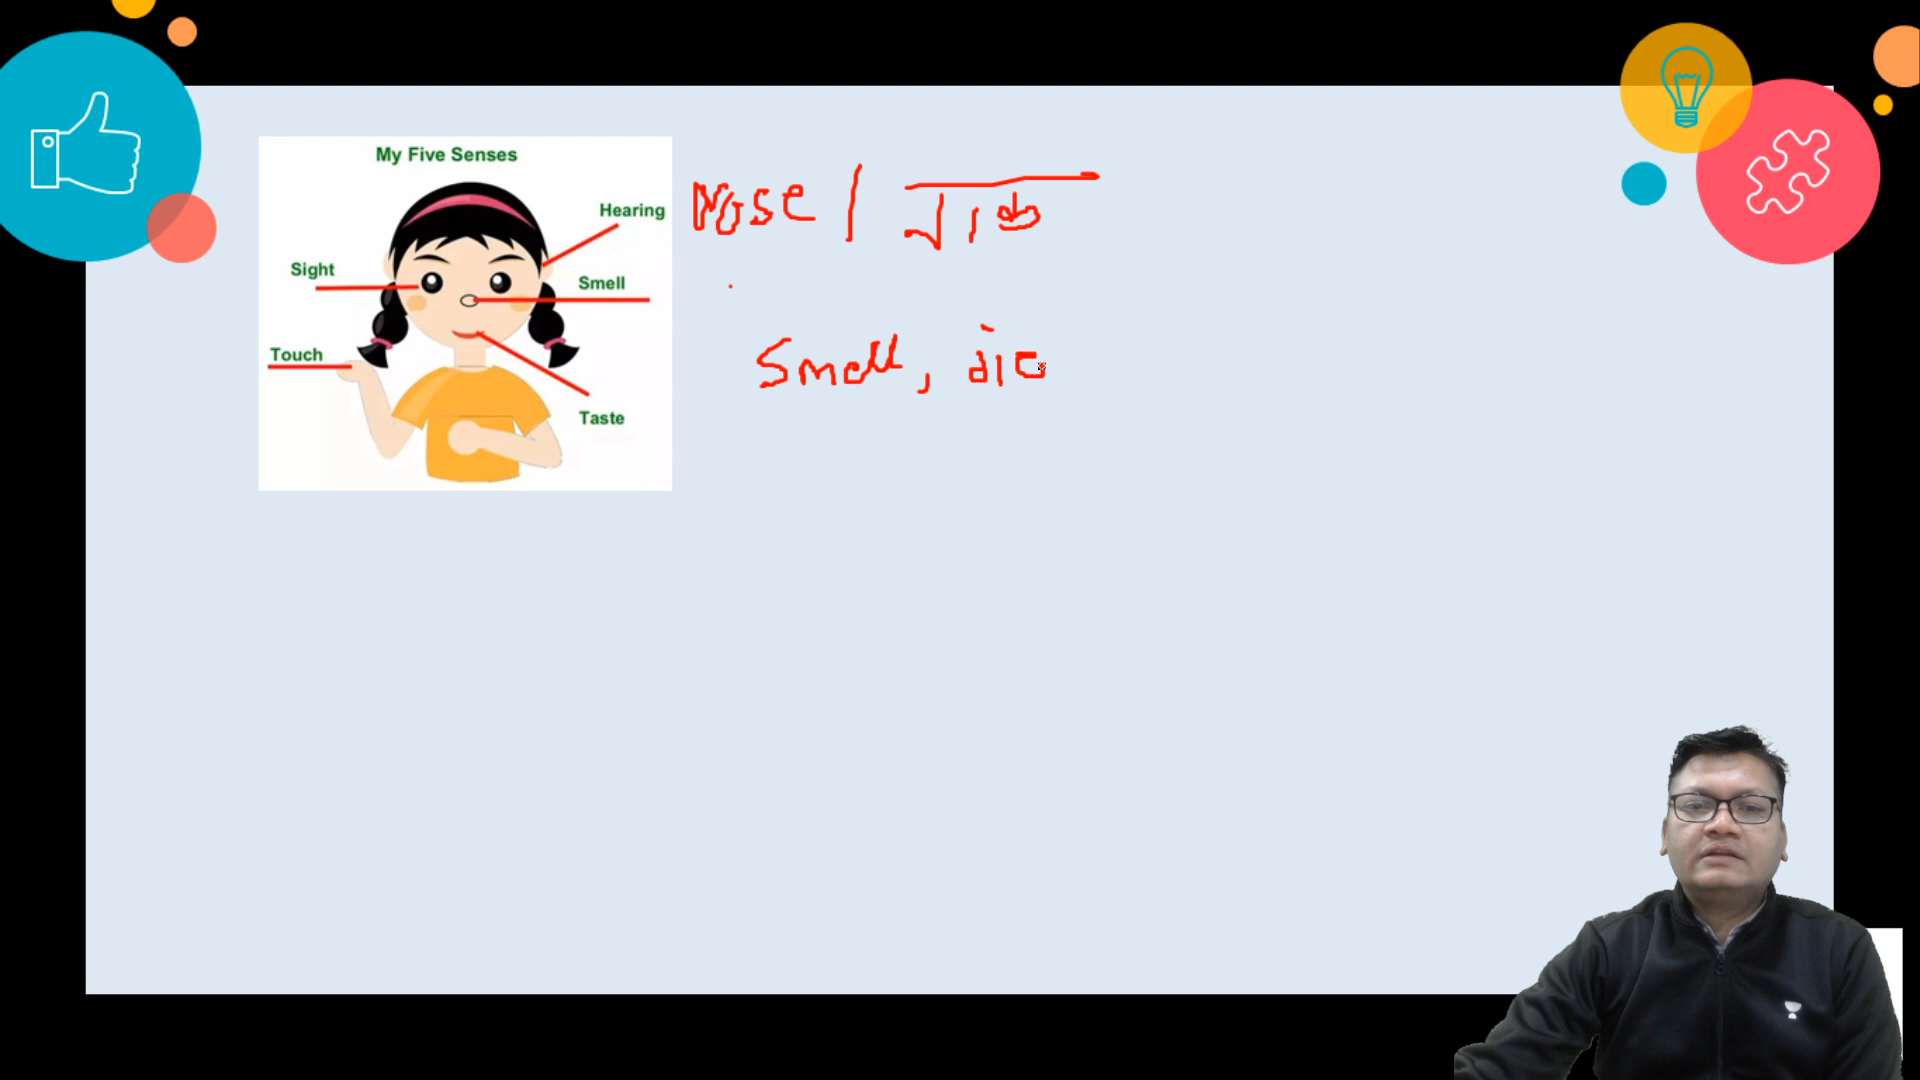 My Five Senses
Hearing
Sight
Smell
Touch
Taste
Nose / नाक
Smell,